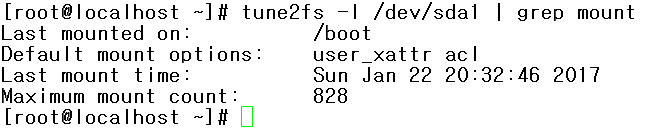 [root@localhost ~]# tune2fs -l /dev/sda1 | grep mount
Last mounted on:          /boot
Default mount options:    user_xattr acl
Last mount time:          Sun Jan 22 20:32:46 2017
Maximum mount count:      828
[root@localhost ~]#